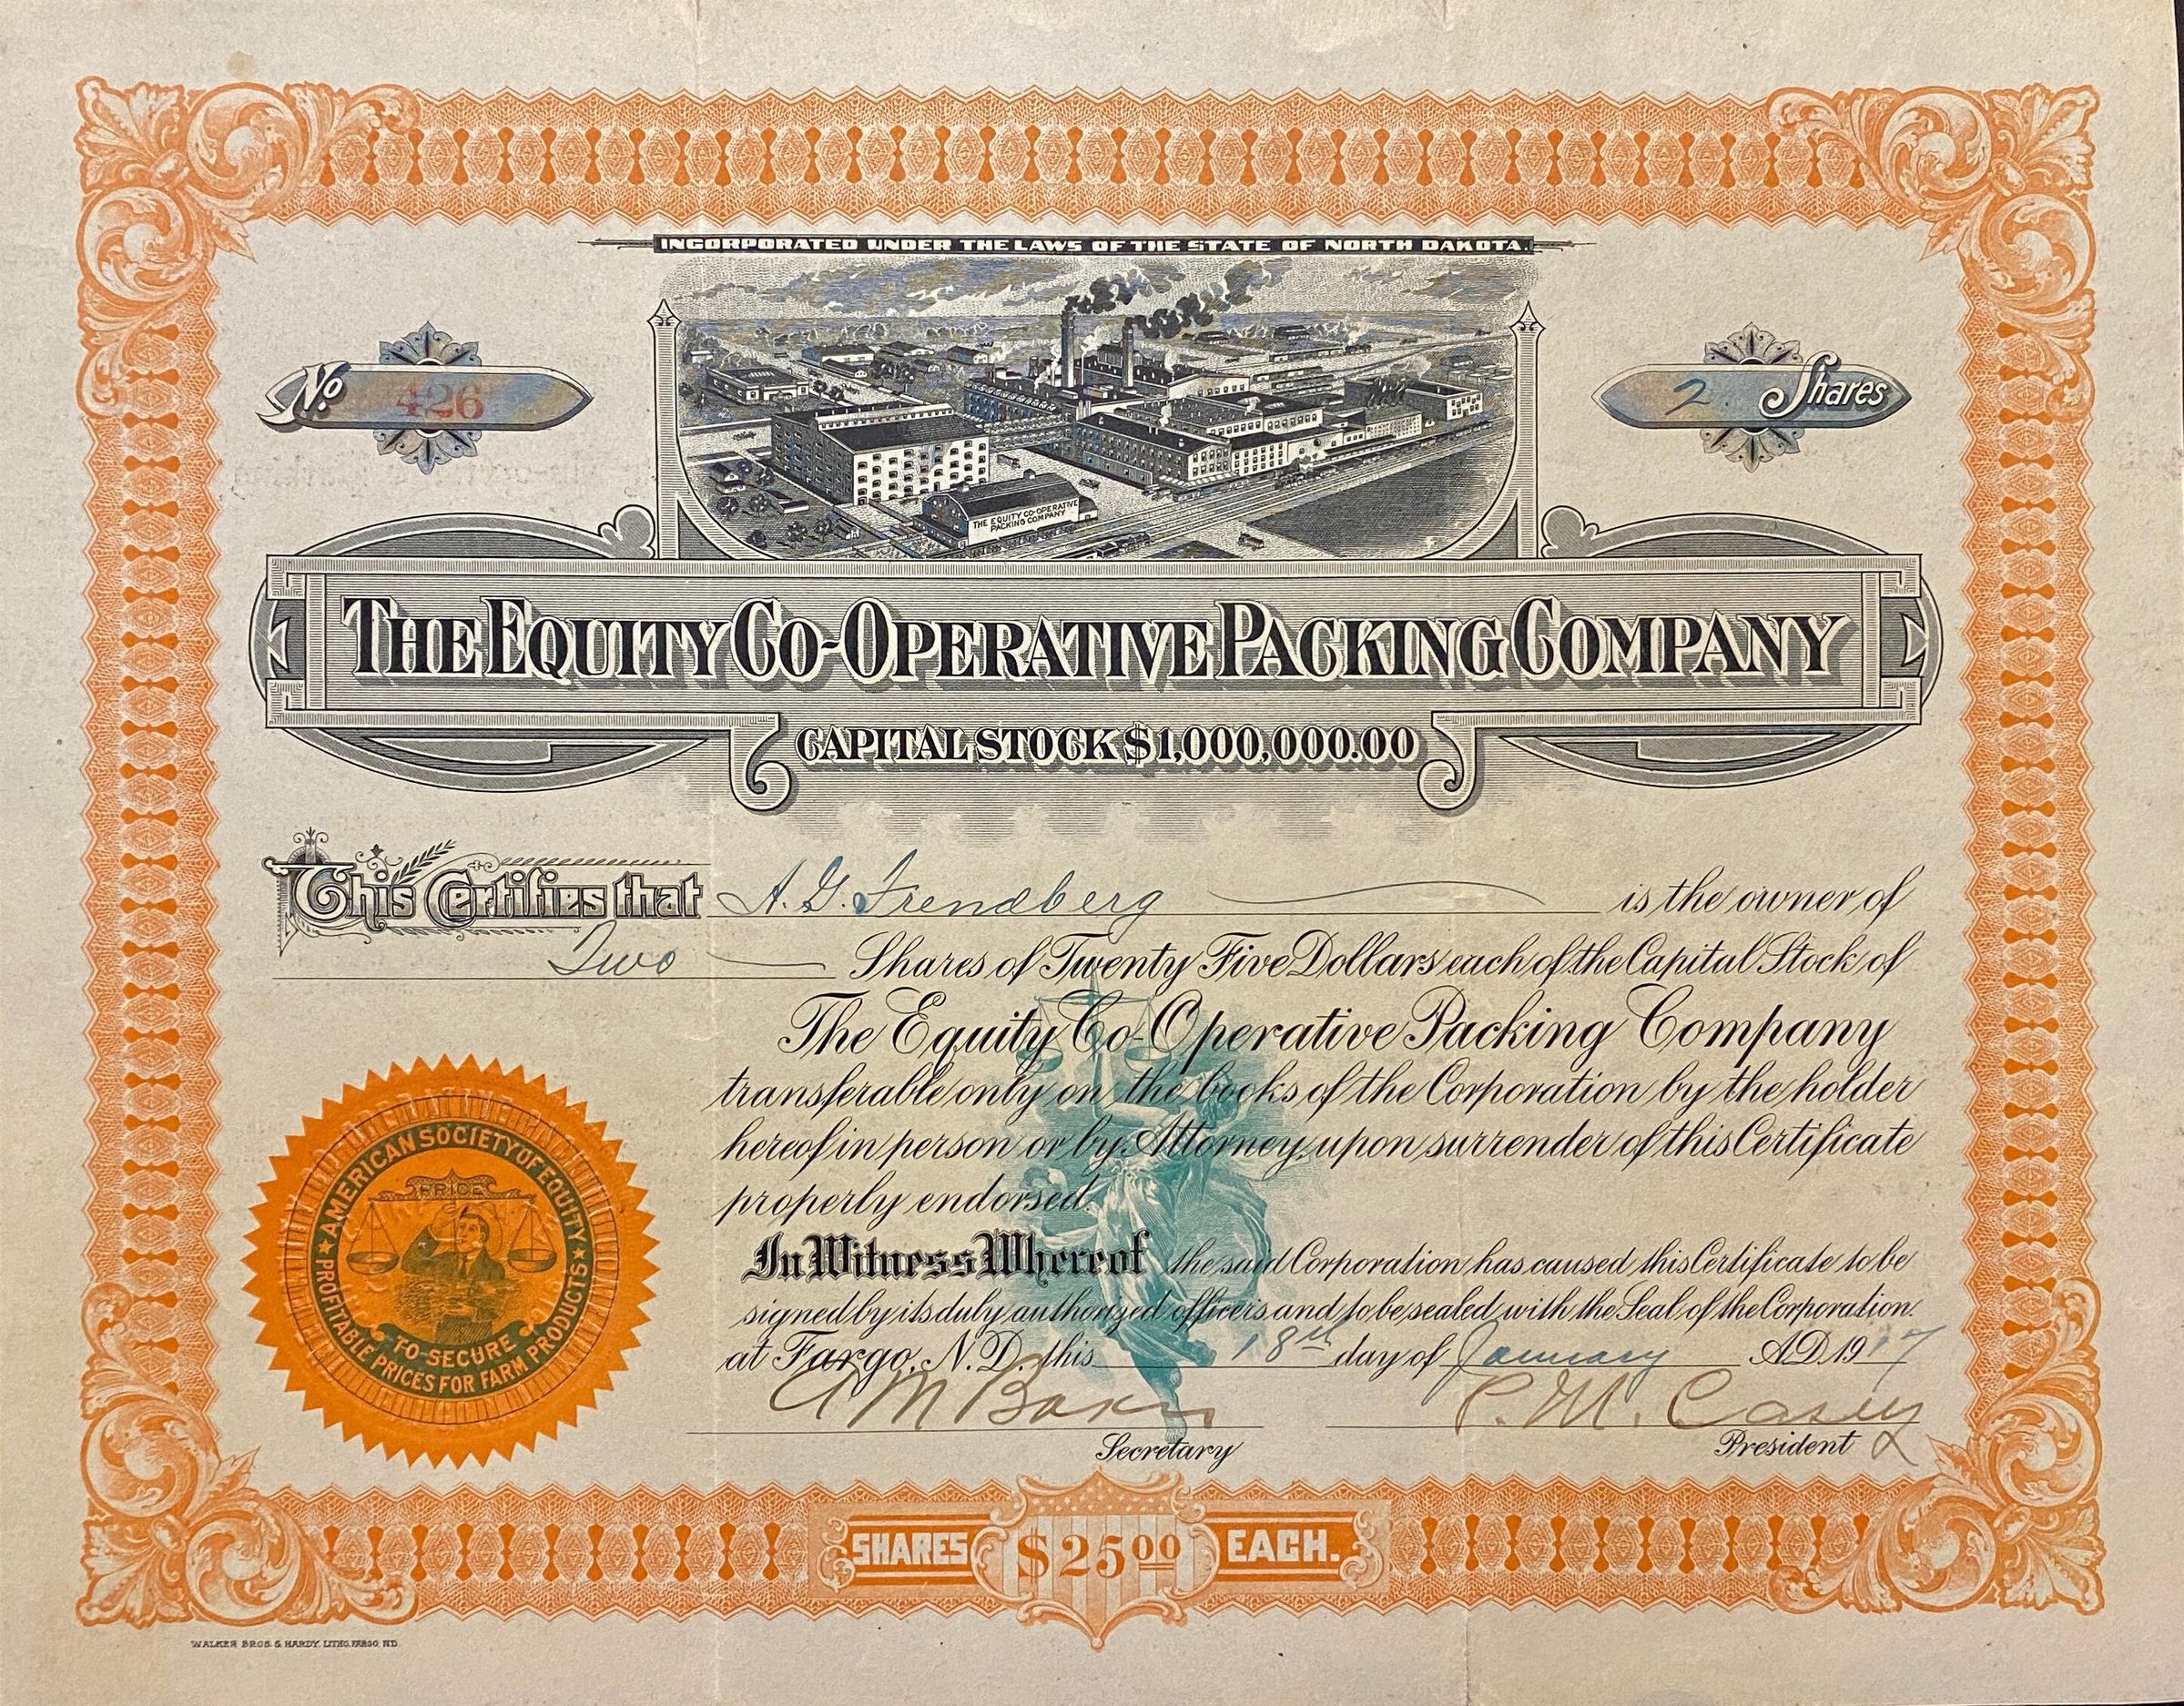 INCORPORATED UNDER THE LAWS OF THE STATE OF NORTH DAKOTA.
No. 426
2 Shares
THE EQUITY CO-OPERATIVE
PACKING COMPANY
THE EQUITY CO-OPERATIVE PACKING COMPANY
CAPITAL STOCK $1,000,000.00
This Certifies that A. G. Trendberg is the owner of
Two Shares of Twenty Five Dollars each of the Capital Stock of
The Equity Co-Operative Packing Company
transferable only on the books of the Corporation by the holder
hereof in person or by Attorney, upon surrender of this Certificate
properly endorsed.
In Witness Whereof the said Corporation has caused this Certificate to be
signed by its duly authorized officers and to be sealed with the Seal of the Corporation.
at Fargo, N.D. this 18th day of January A.D. 1917
P. M. Casey
Secretary
President
AMERICAN SOCIETY OF EQUITY
PRICE
TO SECURE
PROFITABLE PRICES FOR FARM PRODUCTS
SHARES $2500 EACH.
WALKER BROS. & HARDY, LITHO. FARGO N.D.